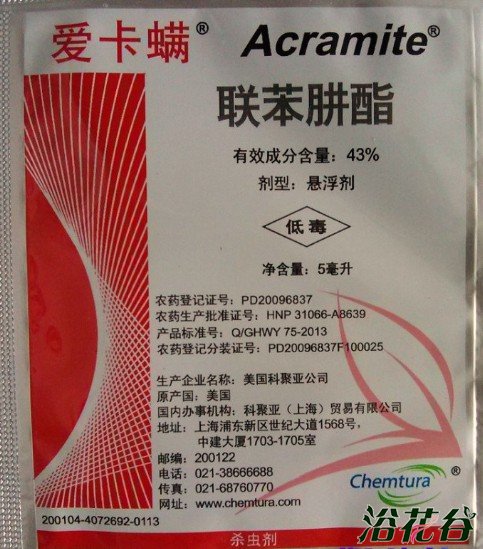 爱卡螨® Acramite®
联苯肼酯
有效成分含量：43%
剂型：悬浮剂
低毒
净含量：5毫升
农药登记证号：PD20096837
农药生产批准证号：HNP 31066-A8639
产品标准号：Q/GHWY 75-2013
农药登记分装证号：PD20096837F100025
生产企业名称：美国科聚亚公司
原产国：美国
国内办事机构：科聚亚（上海）贸易有限公司
地址：上海浦东新区世纪大道1568号，
中建大厦1703-1705室
邮编：200122
电话：021-38666688
传真：021-68760770
网址：www.chemtura.com
Chemtura®
200104-4072692-0113
浴花谷
杀虫剂